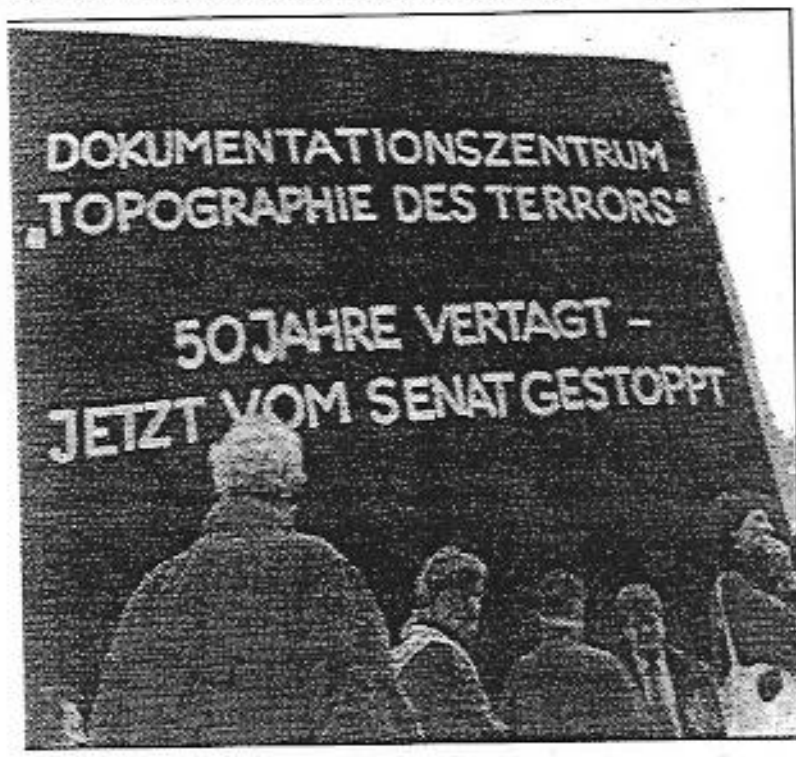 DOKUMENTATIONSZENTRUM
„TOPOGRAPHIE DES TERRORS“
50 JAHRE VERTAGT –
JETZT VOM SENAT GESTOPPT